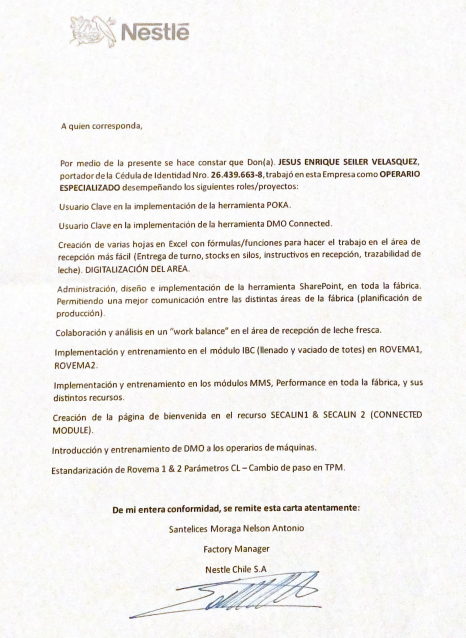 Nestlé
A quien corresponda,
Por medio de la presente se hace constar que Don(a). JESUS ENRIQUE SEILER VELASQUEZ,
portador de la Cédula de Identidad Nro. 26.439.663-8, trabajó en esta Empresa como OPERARIO
ESPECIALIZADO desempeñando los siguientes roles/proyectos:
Usuario Clave en la implementación de la herramienta POKA.
Usuario Clave en la implementación de la herramienta DMO Connected.
Creación de varias hojas en Excel con fórmulas/funciones para hacer el trabajo en el área de
recepción más fácil (Entrega de turno, stocks en silos, instructivos en recepción, trazabilidad de
leche). DIGITALIZACIÓN DEL AREA.
Administración, diseño e implementación de la herramienta SharePoint, en toda la fábrica.
Permitiendo una mejor comunicación entre las distintas áreas de la fábrica (planificación de
producción).
Colaboración y análisis en un "work balance" en el área de recepción de leche fresca.
Implementación y entrenamiento en el módulo IBC (llenado y vaciado de totes) en ROVEMA1,
ROVEMA2.
Implementación y entrenamiento en los módulos MMS, Performance en toda la fábrica, y sus
distintos recursos.
Creación de la página de bienvenida en el recurso SECALIN1 & SECALIN 2 (CONNECTED
MODULE).
Introducción y entrenamiento de DMO a los operarios de máquinas.
Estandarización de Rovema 1 & 2 Parámetros CL – Cambio de paso en TPM.
De mi entera conformidad, se remite esta carta atentamente:
Santelices Moraga Nelson Antonio
Factory Manager
Nestle Chile S.A